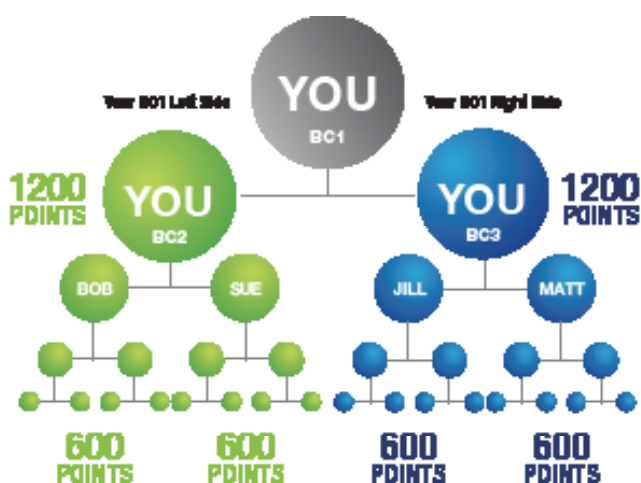 YOU
BC1
Your BC1 Left Side
Your BC1 Right Side
1200
POINTS
YOU
BC2
YOU
BC3
1200
POINTS
BOB
SUE
JILL
MATT
600
POINTS
600
POINTS
600
POINTS
600
POINTS